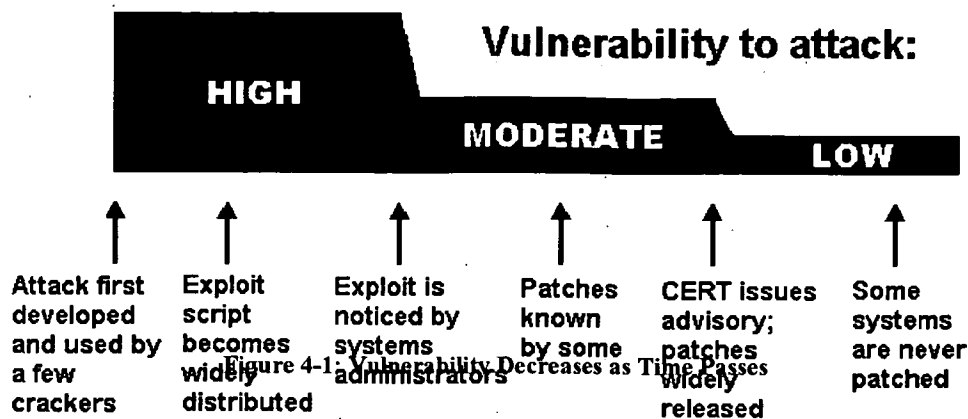 Vulnerability to attack:
HIGH
MODERATE
LOW
Attack first
developed
and used by
a few
crackers
Exploit
script
becomes
widely
distributed
Exploit is
noticed by
systems
administrators
Patches
known
by some
CERT issues
advisory;
patches
widely
released
Some
systems
are never
patched
Figure 4-1: Vulnerability Decreases as Time Passes